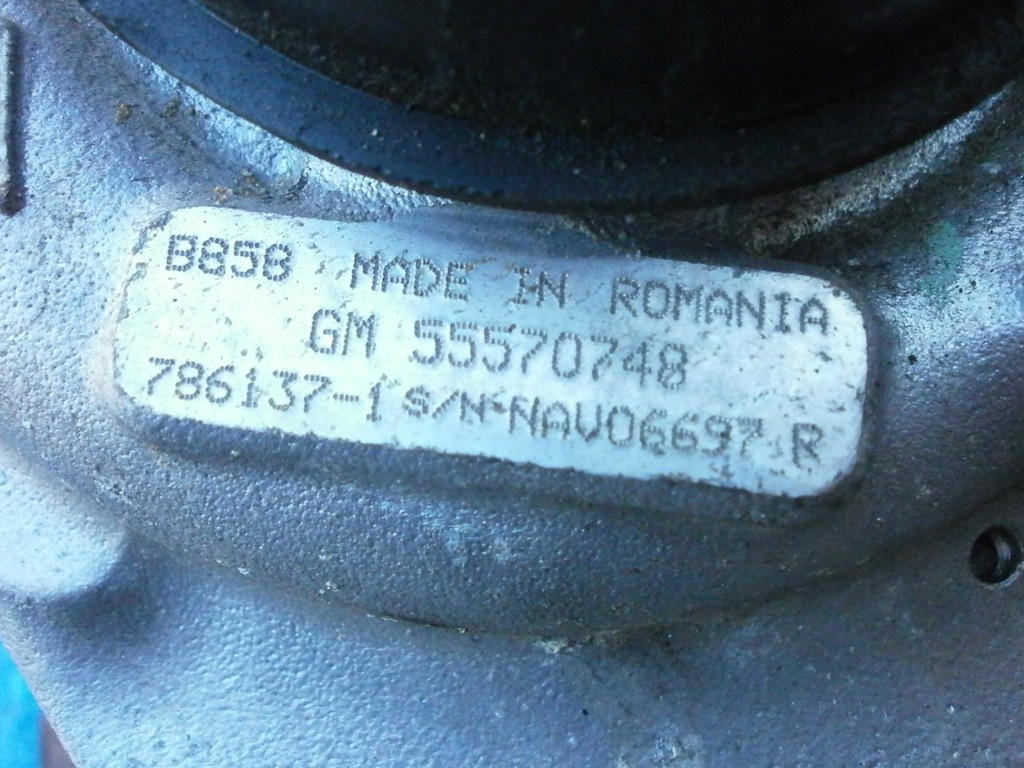 B858 MADE IN ROMANIA
GM 55570748
786137-1 S/N-NAV06697 R